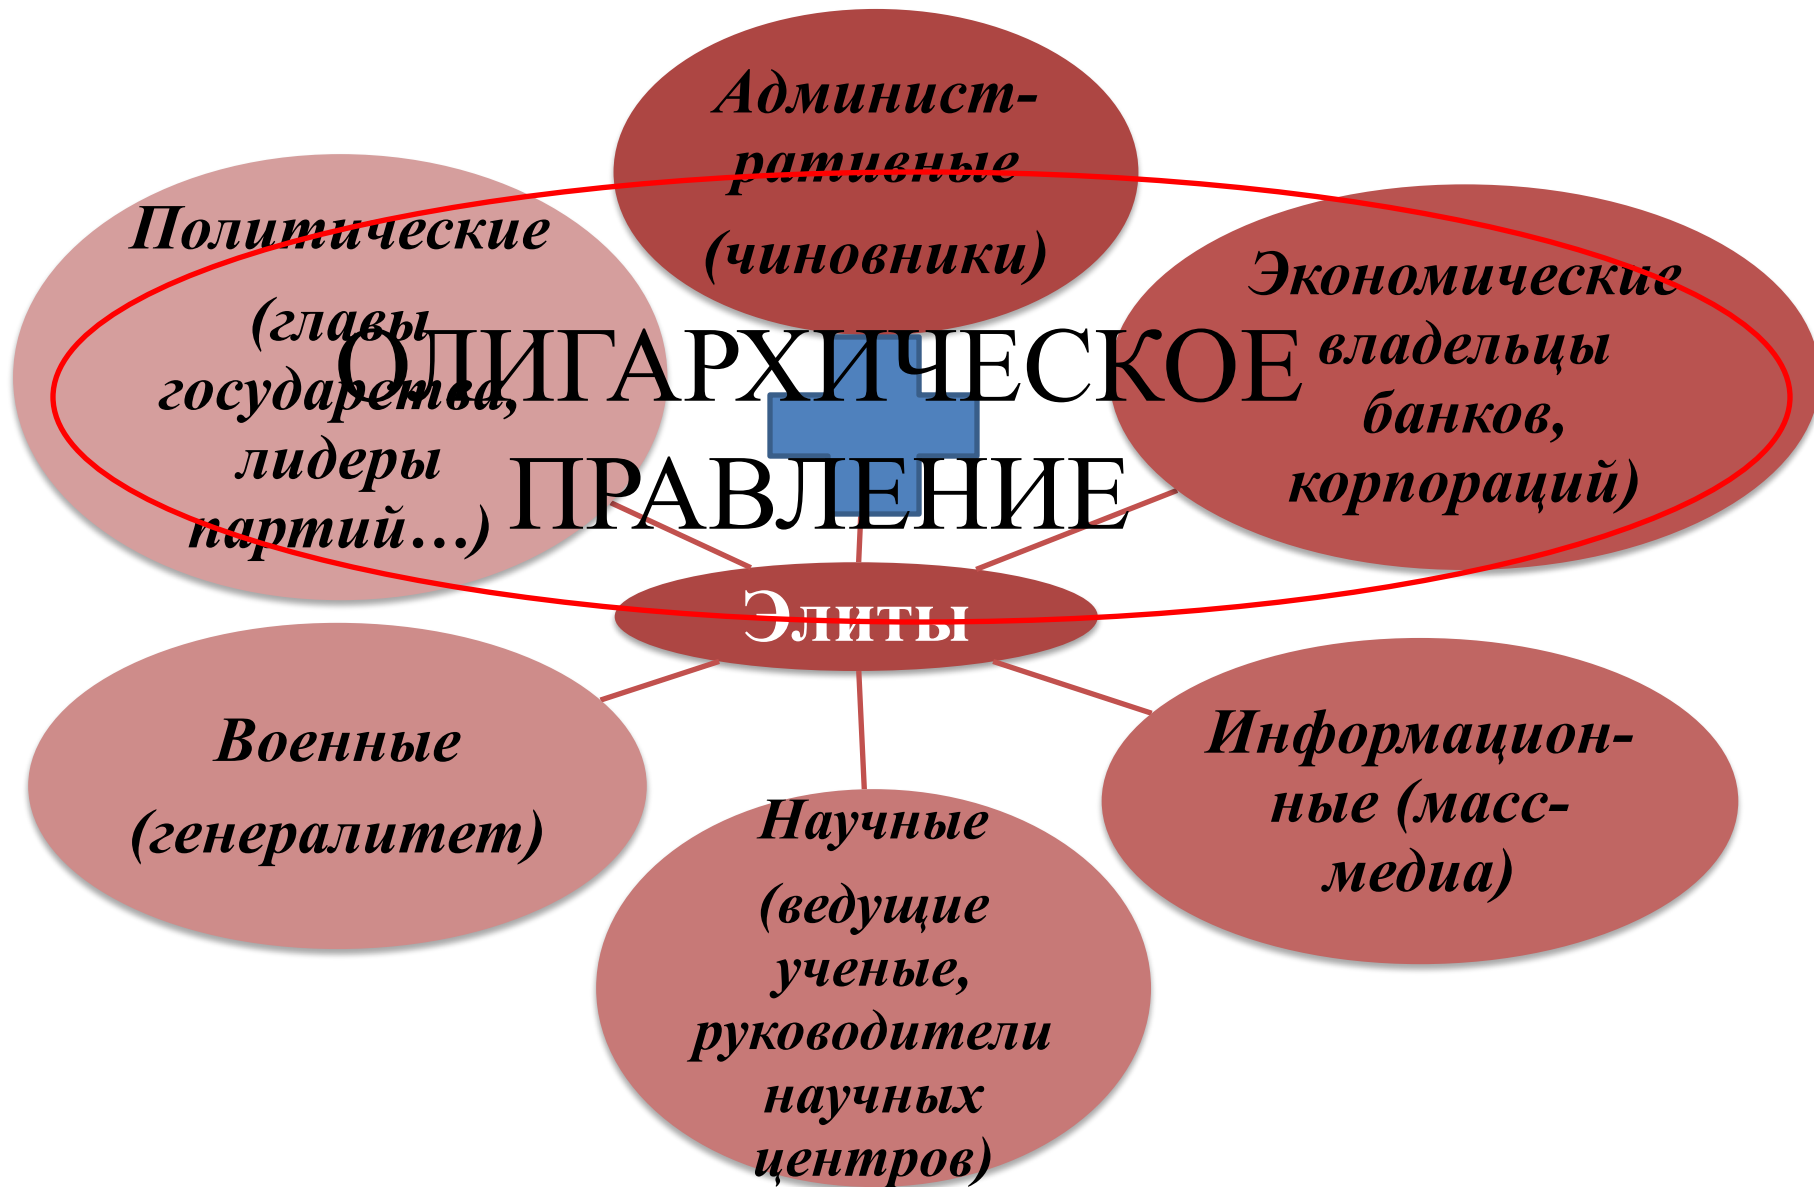 Админист-
ративные
(чиновники)
Политические
(главы
государства,
лидеры
партий...)
Экономические
владельцы
банков,
корпораций)
ОЛИГАРХИЧЕСКОЕ
ПРАВЛЕНИЕ
Элиты
Военные
(генералитет)
Информацион-
ные (масс-
медиа)
Научные
(ведущие
ученые,
руководители
научных
центров)